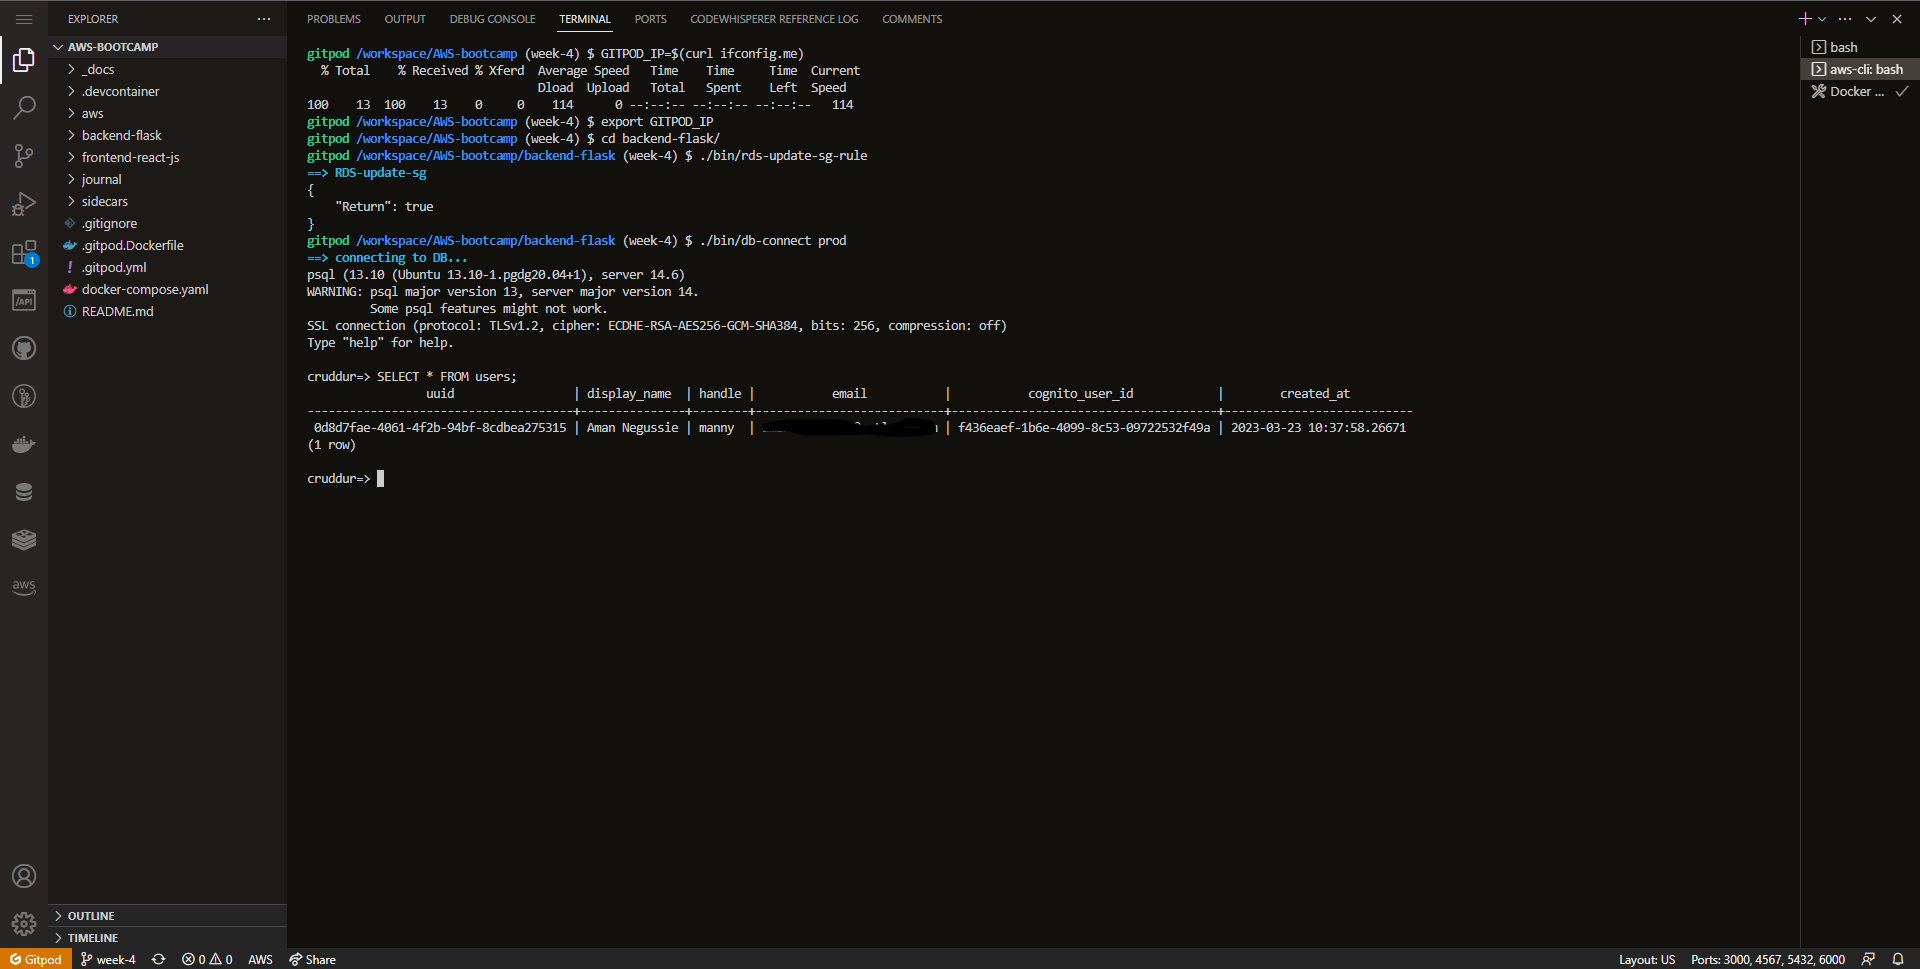 EXPLORER
AWS-BOOTCAMP
_docs
.devcontainer
aws
backend-flask
frontend-react-js
journal
sidecars
.gitignore
.gitpod.Dockerfile
.gitpod.yml
docker-compose.yaml
README.md
OUTLINE
TIMELINE
1
/API
aws
PROBLEMS OUTPUT DEBUG CONSOLE TERMINAL PORTS CODEWHISPERER REFERENCE LOG COMMENTS
gitpod /workspace/AWS-bootcamp (week-4) $ GITPOD_IP=$(curl ifconfig.me)
  % Total    % Received % Xferd  Average Speed   Time    Time     Time  Current
                                 Dload  Upload   Total   Spent    Left  Speed
100    13  100    13    0     0    114      0 --:--:-- --:--:-- --:--:--   114
gitpod /workspace/AWS-bootcamp (week-4) $ export GITPOD_IP
gitpod /workspace/AWS-bootcamp (week-4) $ cd backend-flask/
gitpod /workspace/AWS-bootcamp/backend-flask (week-4) $ ./bin/rds-update-sg-rule
==> RDS-update-sg
{
    "Return": true
}
gitpod /workspace/AWS-bootcamp/backend-flask (week-4) $ ./bin/db-connect prod
==> connecting to DB...
psql (13.10 (Ubuntu 13.10-1.pgdg20.04+1), server 14.6)
WARNING: psql major version 13, server major version 14.
         Some psql features might not work.
SSL connection (protocol: TLSv1.2, cipher: ECDHE-RSA-AES256-GCM-SHA384, bits: 256, compression: off)
Type "help" for help.
cruddur=> SELECT * FROM users;
uuid | display_name | handle | email | cognito_user_id | created_at
--------------------------------------+--------------+--------+---------------------------+--------------------------------------+---------------------------
0d8d7fae-4061-4f2b-94bf-8cdbea275315 | Aman Negussie | manny | | f436eaef-1b6e-4099-8c53-09722532f49a | 2023-03-23 10:37:58.26671
(1 row)
cruddur=>
bash
aws-cli: bash
Docker ...
Gitpod week-4 0 0 AWS Share
Layout: US Ports: 3000, 4567, 5432, 6000